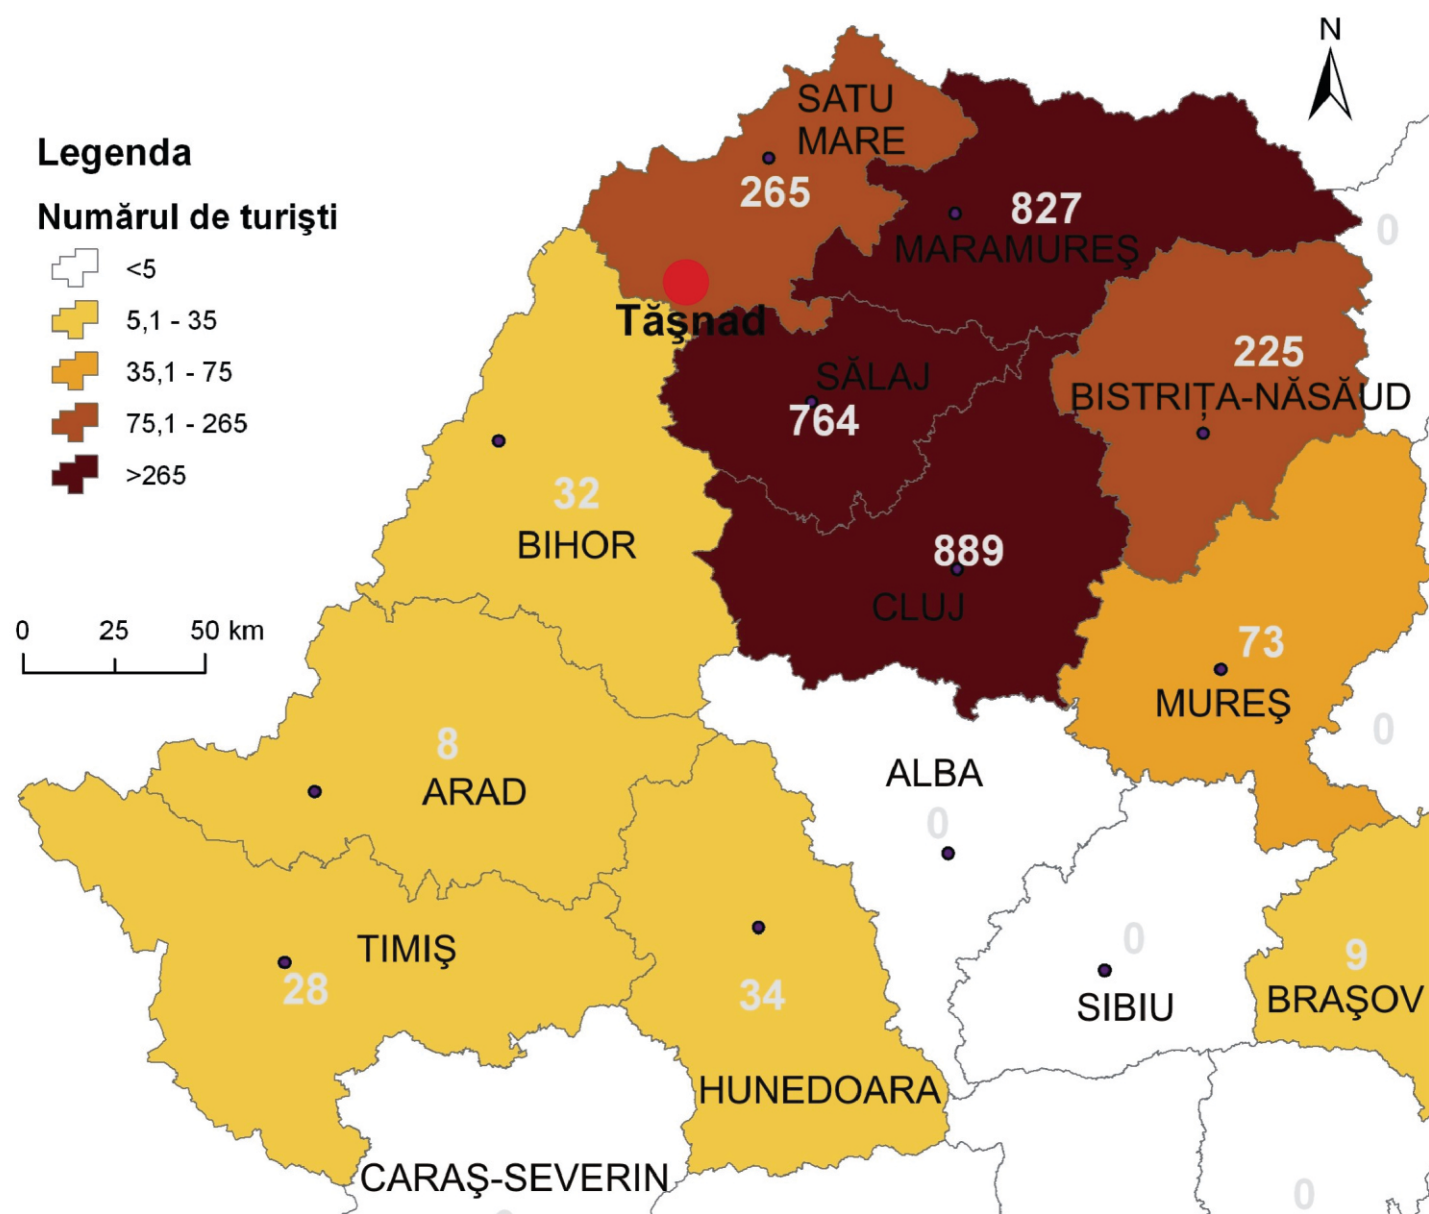 N
SATU
MARE
265
827
MARAMUREŞ
0
Legenda
Numărul de turişti
<5
5,1 - 35
35,1 - 75
75,1 - 265
>265
Tăşnad
225
BISTRIȚA-NĂSĂUD
SĂLAJ
764
32
BIHOR
889
CLUJ
0 25 50 km
73
MUREŞ
0
8
ARAD
ALBA
0
TIMIŞ
28
34
HUNEDOARA
0
SIBIU
9
BRAŞOV
CARAŞ-SEVERIN
0